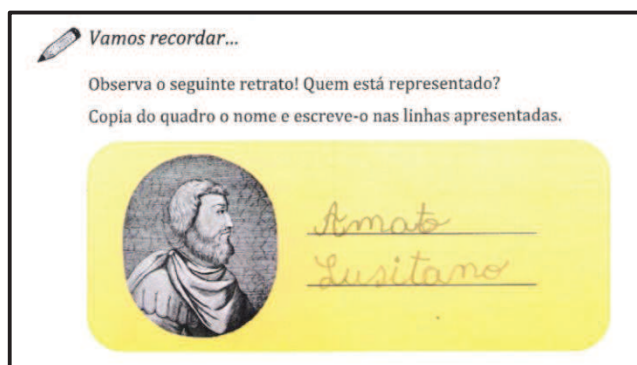 Vamos recordar...
Observa o seguinte retrato! Quem está representado?
Copia do quadro o nome e escreve-o nas linhas apresentadas.
Amato
Lusitano